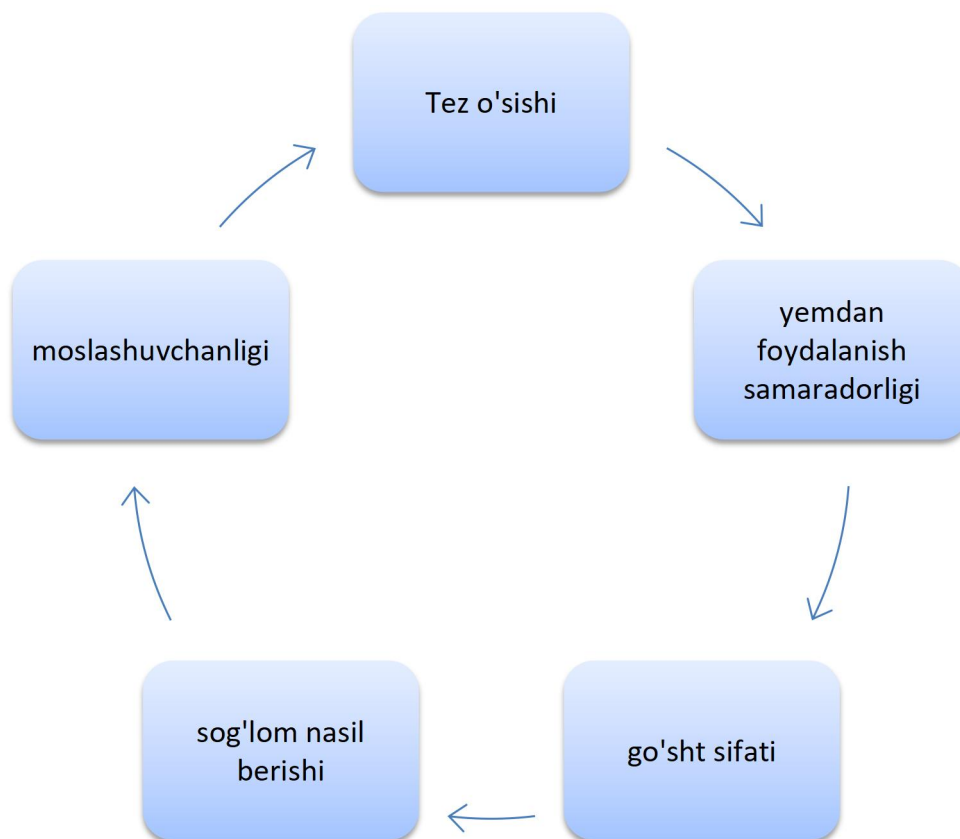 Tez o'sishi
yemdan
foydalanish
samaradorligi
go'sht sifati
sog'lom nasil
berishi
moslashuvchanligi